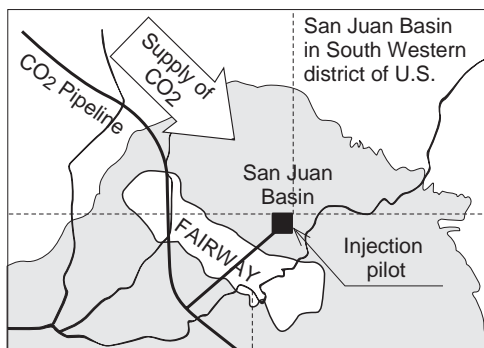 San Juan Basin
in South Western
district of U.S.
Supply of
CO2
CO2 Pipeline
San Juan
Basin
FAIRWAY
Injection
pilot